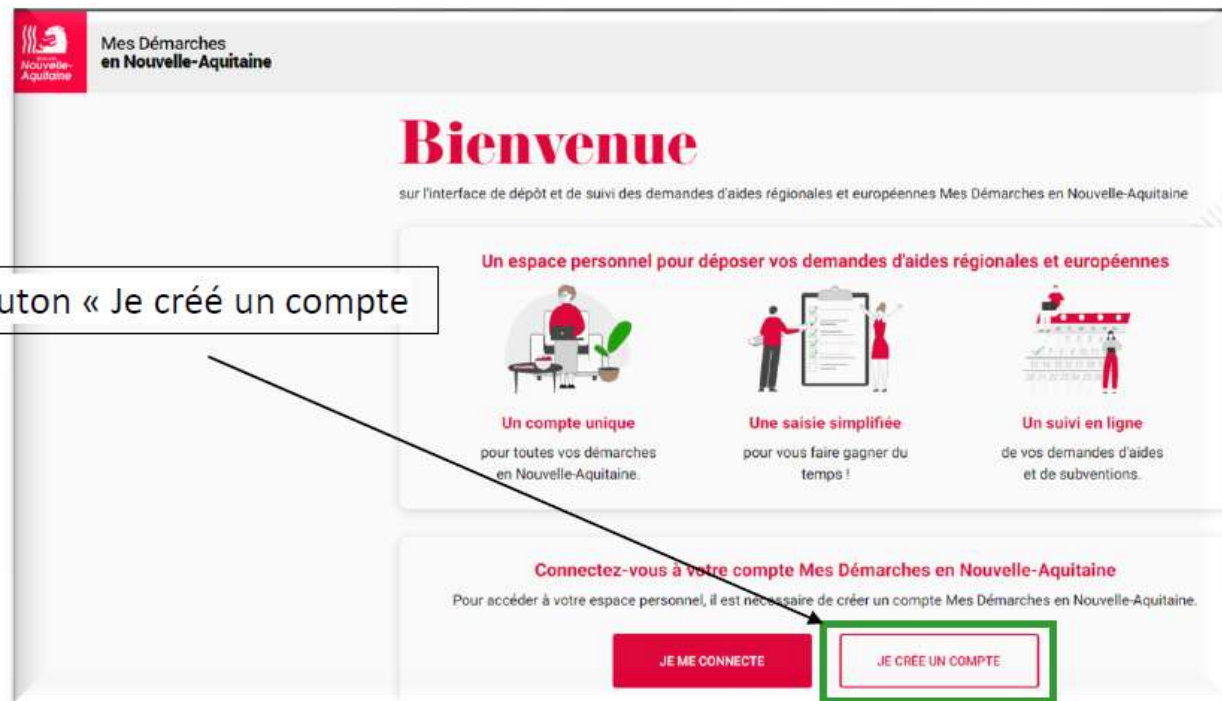 Nouvelle-
Aquitaine
Mes Démarches
en Nouvelle-Aquitaine
Bienvenue
sur l'interface de dépôt et de suivi des demandes d'aides régionales et européennes Mes Démarches en Nouvelle-Aquitaine
Un espace personnel pour déposer vos demandes d'aides régionales et européennes
uton « Je créé un compte
Un compte unique
pour toutes vos démarches
en Nouvelle-Aquitaine.
Une saisie simplifiée
pour vous faire gagner du
temps !
Un suivi en ligne
de vos demandes d'aides
et de subventions.
Connectez-vous à votre compte Mes Démarches en Nouvelle-Aquitaine
Pour accéder à votre espace personnel, il est nécessaire de créer un compte Mes Démarches en Nouvelle-Aquitaine.
JE ME CONNECTE
JE CRÉE UN COMPTE